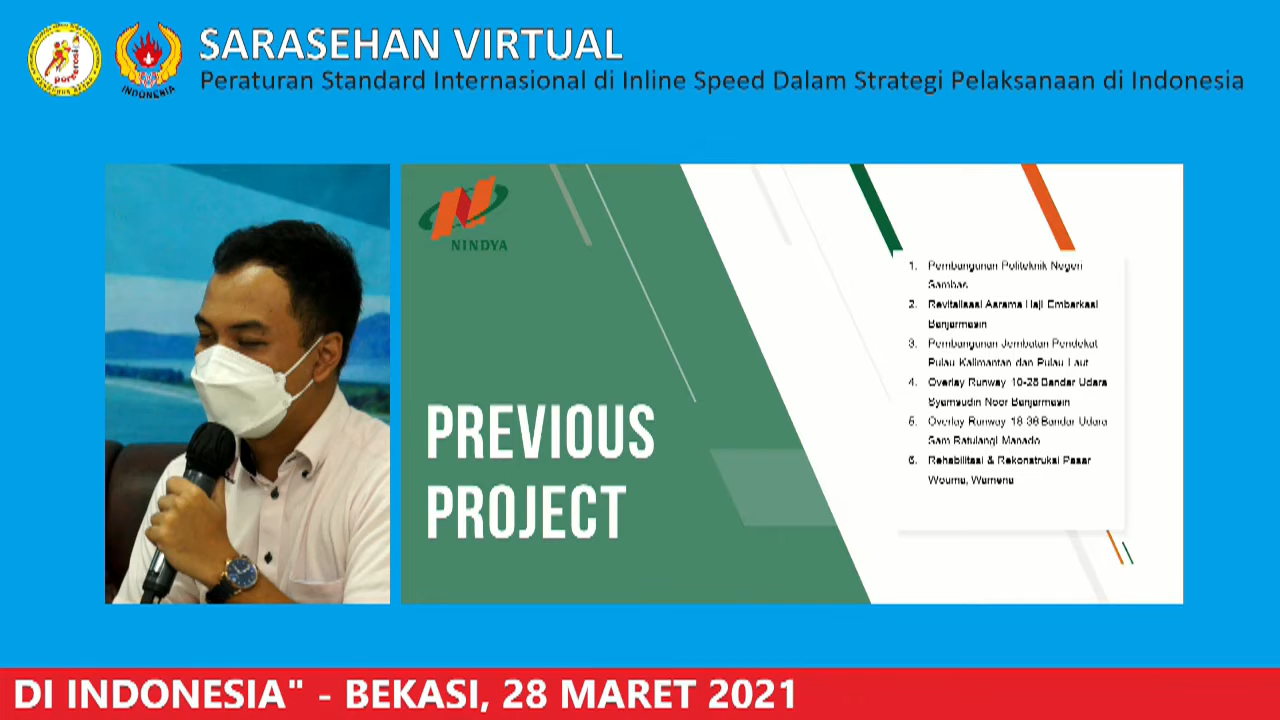 SARASEHAN VIRTUAL
Peraturan Standard Internasional di Inline Speed Dalam Strategi Pelaksanaan di Indonesia
porserosi
INDONESIA
NINDYA
PREVIOUS
PROJECT
1. Pembangunan Politeknik Negeri
Sambas
2. Revitalisasi Asrama Haji Embarkasi
Banjarmasin
3. Pembangunan Jembatan Pendekat
Pulau Kalimantan dan Pulau Laut
4. Overlay Runway 10-28 Bandar Udara
Syamsudin Noor Banjarmasin
5. Overlay Runway 18-36 Bandar Udara
Sam Ratulangi Manado
6. Rehabilitasi & Rekonstruksi Pasar
Wouma, Wamena
DI INDONESIA" - BEKASI, 28 MARET 2021